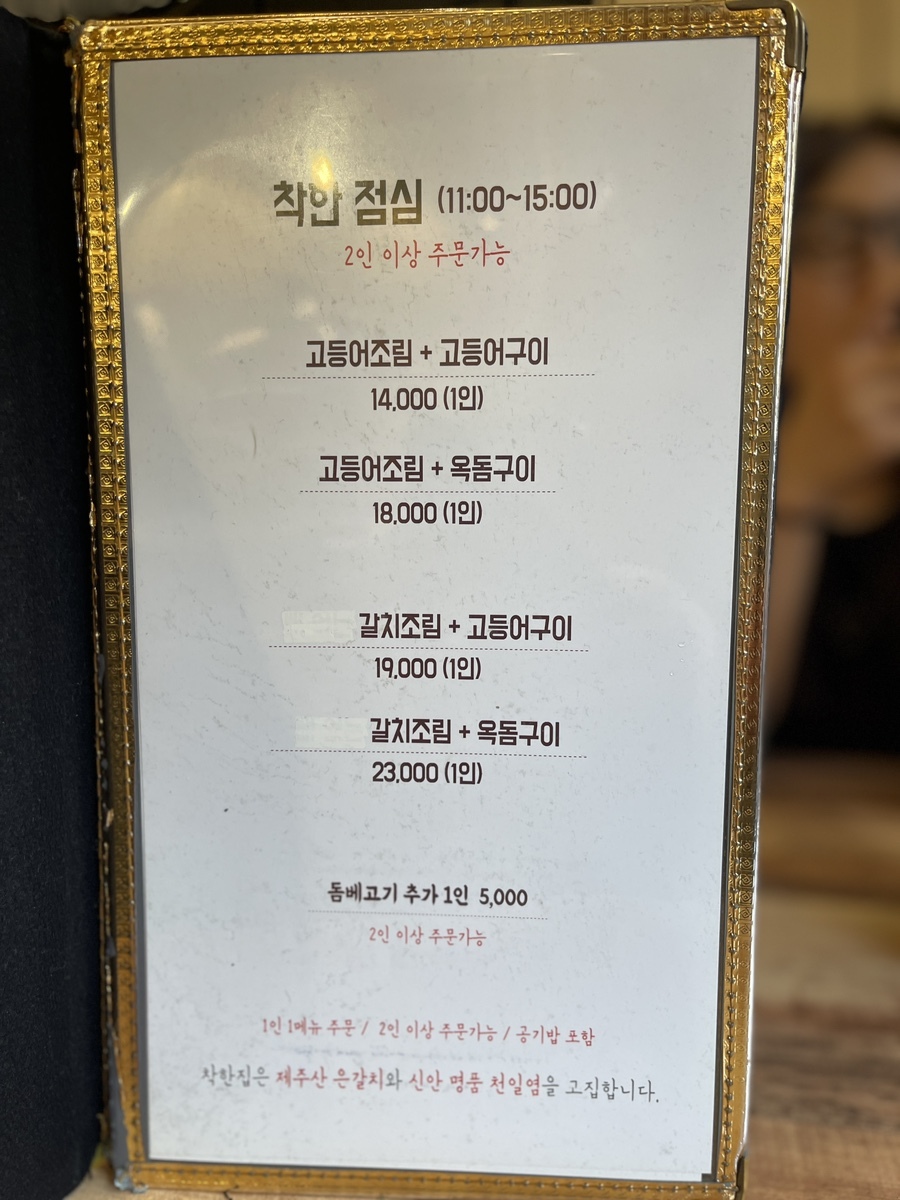 착한 점심 (11:00~15:00)
2인 이상 주문가능
고등어조림 + 고등어구이
14,000 (1인)
고등어조림 + 옥돔구이
18,000 (1인)
갈치조림 + 고등어구이
19,000 (1인)
갈치조림 + 옥돔구이
23,000 (1인)
돔베고기 추가 1인 5,000
2인 이상 주문가능
1인 1메뉴 주문 / 2인 이상 주문가능 / 공기밥 포함
착한집은 제주산 은갈치와 신안 명품 천일염을 고집합니다.